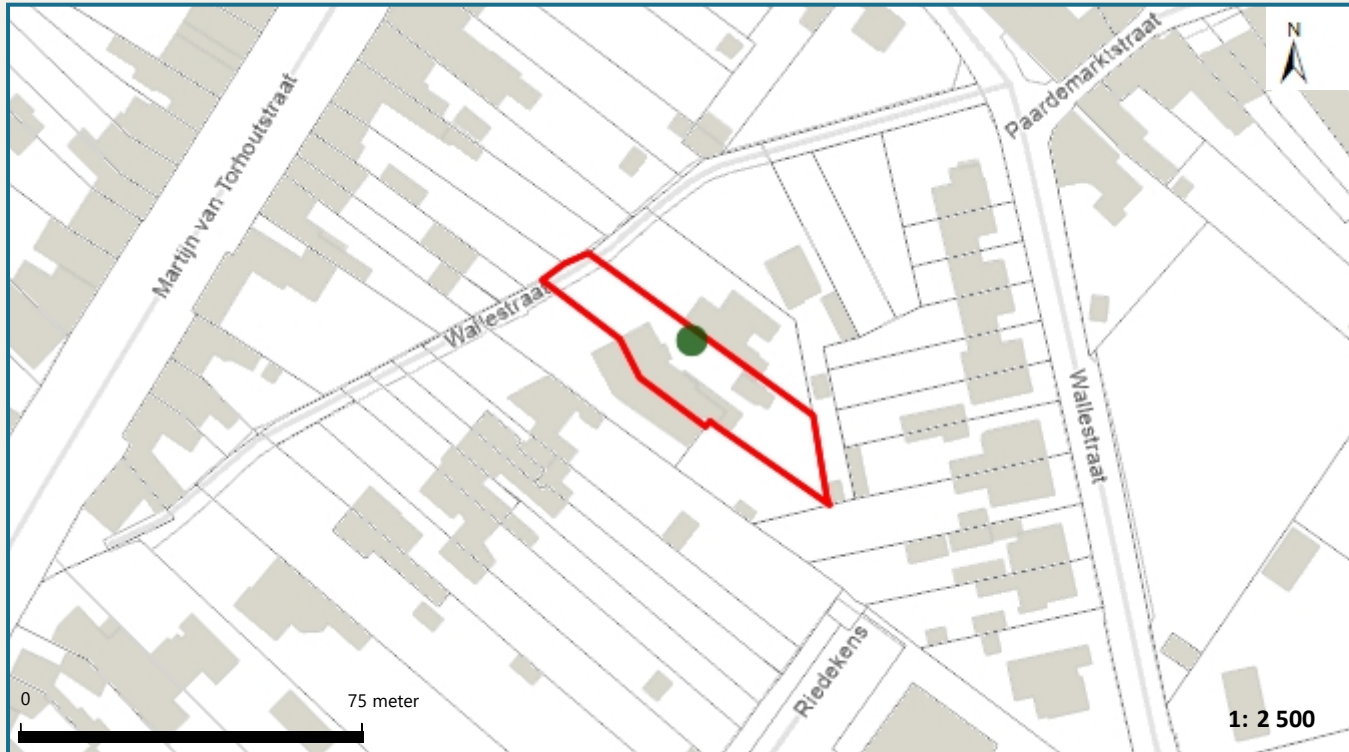 N
Paardemarktstraat
Martijn van Torhoutstraat
Wallestraat
Wallestraat
Riedekens
0 75 meter
1: 2 500